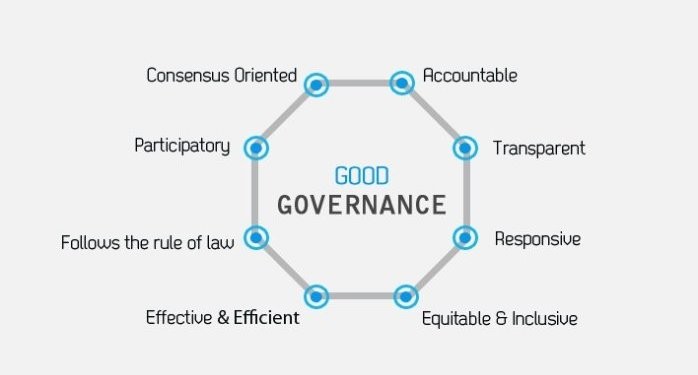 Consensus Oriented
Accountable
Participatory
Transparent
GOOD
GOVERNANCE
Follows the rule of law
Responsive
Effective & Efficient
Equitable & Inclusive